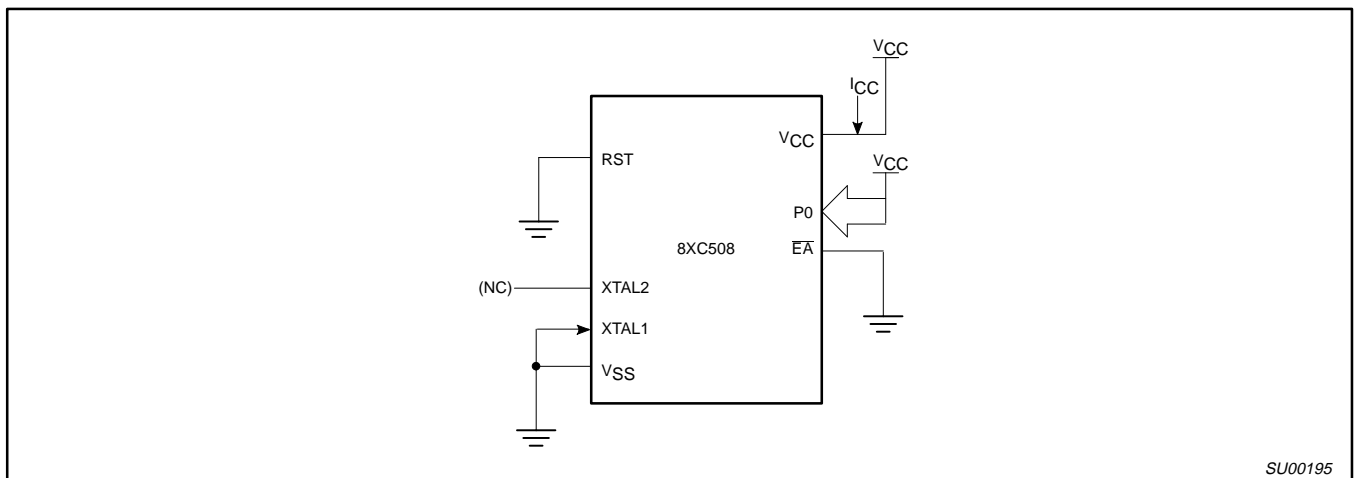 VCC
ICC
VCC
RST
VCC
P0
8XC508
EA
(NC)
XTAL2
XTAL1
VSS
SU00195